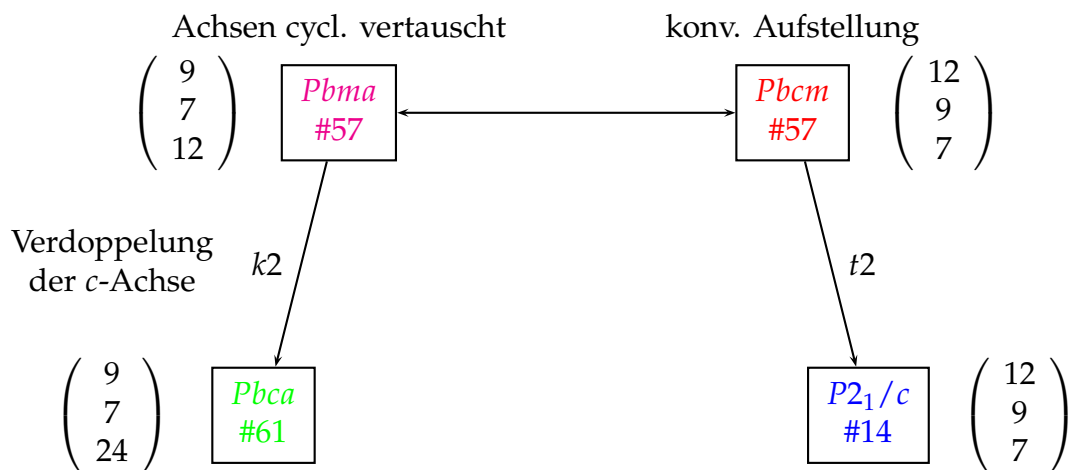 Achsen cycl. vertauscht
konv. Aufstellung
9
7
12
Pbma
#57
Pbcm
#57
12
9
7
Verdoppelung
der c-Achse
k2
t2
9
7
24
Pbca
#61
P2₁/c
#14
12
9
7